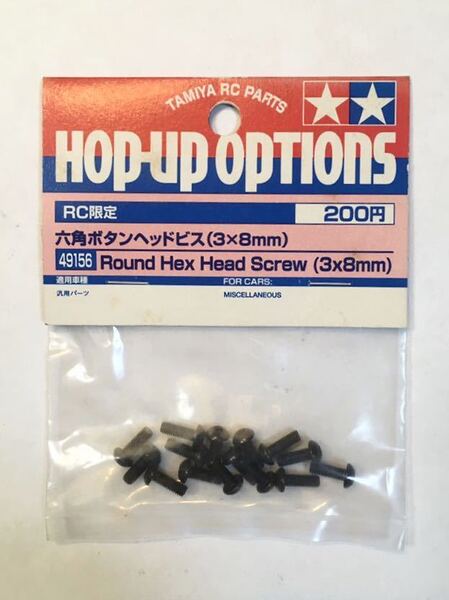 TAMIYA RC PARTS
HOP-UP OPTIONS
RC限定
200円
六角ボタンヘッドビス(3×8mm)
49156 Round Hex Head Screw (3x8mm)
適用車種
FOR CARS:
汎用パーツ
MISCELLANEOUS